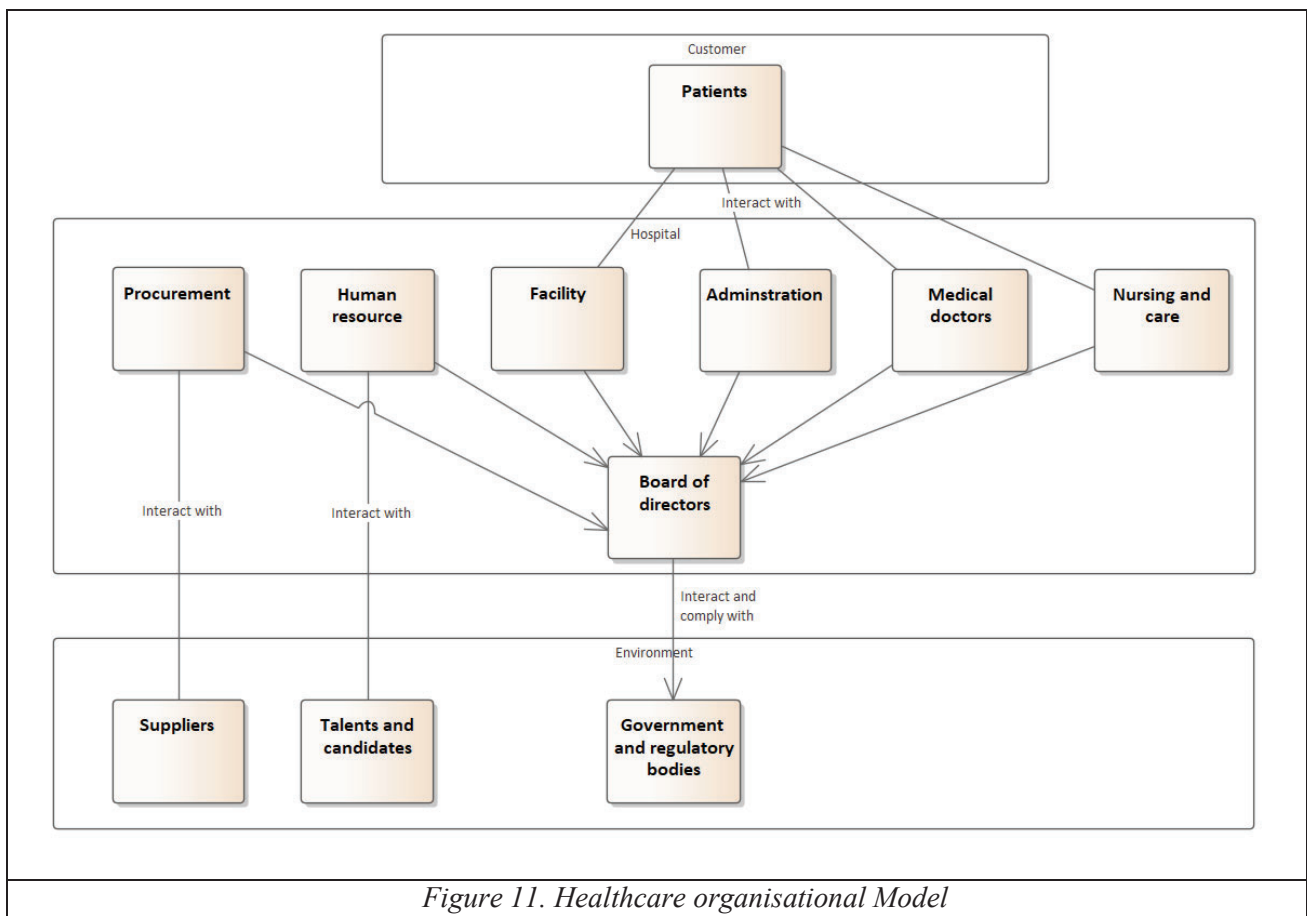 Customer
Patients
Interact with
Hospital
Procurement
Human
resource
Facility
Adminstration
Medical
doctors
Nursing and
care
Board of
directors
Interact with
Interact with
Interact and
comply with
Environment
Suppliers
Talents and
candidates
Government
and regulatory
bodies
Figure 11. Healthcare organisational Model